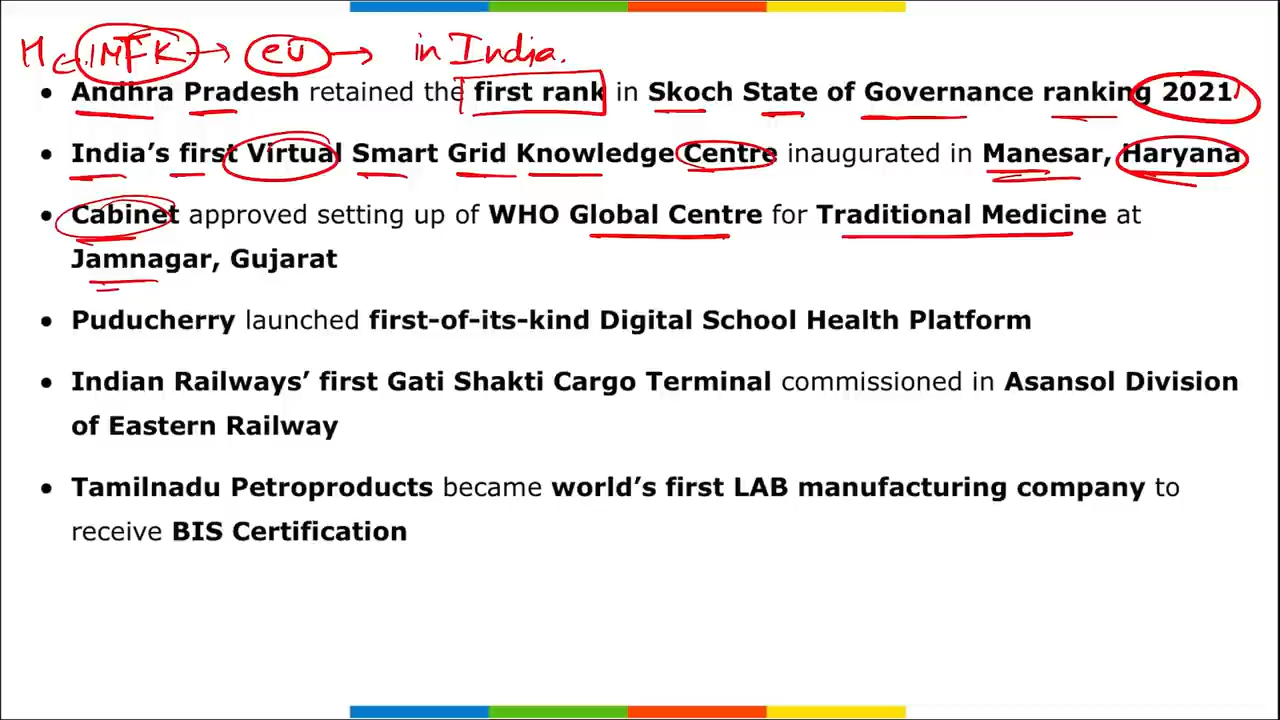 IMFK → eU → in India.
• Andhra Pradesh retained the first rank in Skoch State of Governance ranking 2021
• India's first Virtual Smart Grid Knowledge Centre inaugurated in Manesar, Haryana
• Cabinet approved setting up of WHO Global Centre for Traditional Medicine at
Jamnagar, Gujarat
• Puducherry launched first-of-its-kind Digital School Health Platform
• Indian Railways' first Gati Shakti Cargo Terminal commissioned in Asansol Division
of Eastern Railway
• Tamilnadu Petroproducts became world's first LAB manufacturing company to
receive BIS Certification